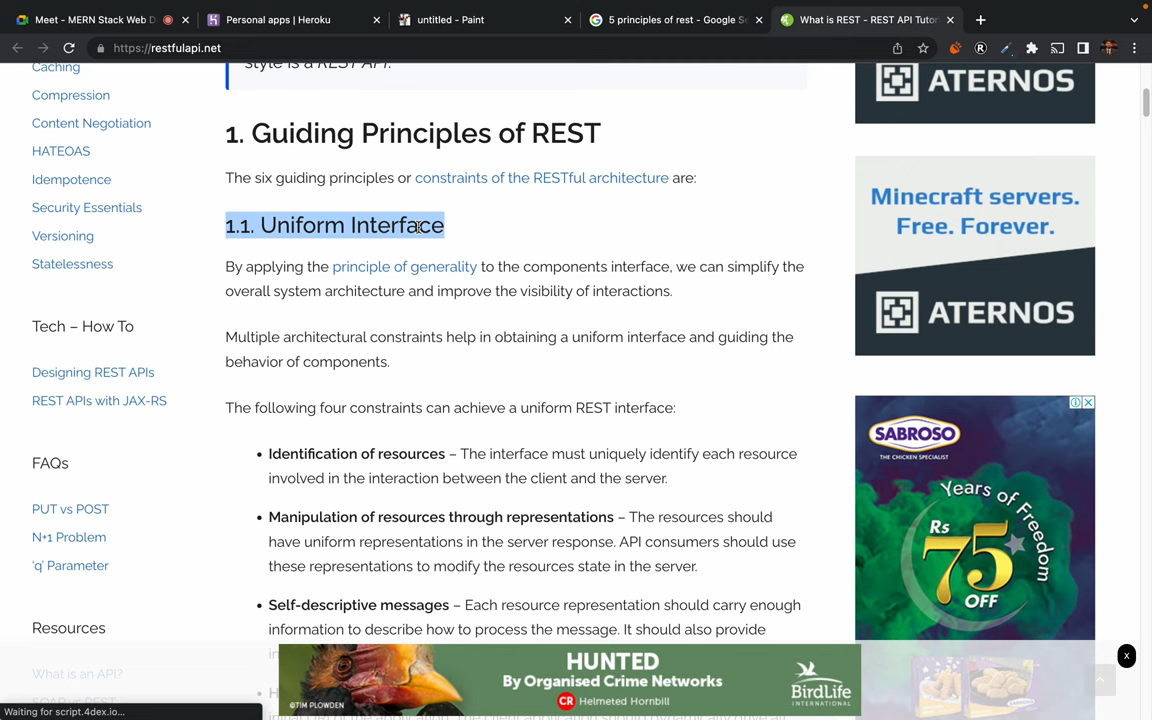 Meet - MERN Stack Web D
Personal apps | Heroku
untitled - Paint
5 principles of rest - Google Se
What is REST - REST API Tutor
https://restfulapi.net
Caching
Compression
Content Negotiation
HATEOAS
Idempotence
Security Essentials
Versioning
Statelessness
Tech – How To
Designing REST APIs
REST APIs with JAX-RS
FAQs
PUT vs POST
N+1 Problem
'q' Parameter
Resources
What is an API?
SOAP vs REST
Waiting for script.4dex.io...
style is a REST API.
1. Guiding Principles of REST
The six guiding principles or constraints of the RESTful architecture are:
1.1. Uniform Interface
By applying the principle of generality to the components interface, we can simplify the
overall system architecture and improve the visibility of interactions.
Multiple architectural constraints help in obtaining a uniform interface and guiding the
behavior of components.
The following four constraints can achieve a uniform REST interface:
• Identification of resources – The interface must uniquely identify each resource
involved in the interaction between the client and the server.
• Manipulation of resources through representations – The resources should
have uniform representations in the server response. API consumers should use
these representations to modify the resources state in the server.
• Self-descriptive messages – Each resource representation should carry enough
information to describe how to process the message. It should also provide
ATERNOS
Minecraft servers.
Free. Forever.
ATERNOS
SABROSO
THE CHICKEN SPECIALIST
Years of Freedom
Rs
75
OFF
HUNTED
By Organised Crime Networks
CR Helmeted Hornbill
©TIM PLOWDEN
BirdLife
INTERNATIONAL
x